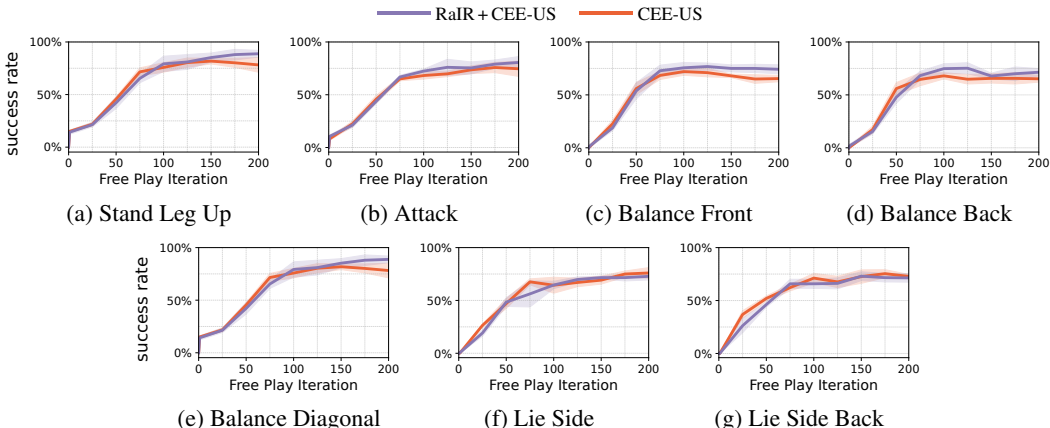 RaIR + CEE-US CEE-US
success rate
100%
50%
0%
0 50 100 150 200
Free Play Iteration
(a) Stand Leg Up
100%
50%
0%
0 50 100 150 200
Free Play Iteration
(b) Attack
100%
50%
0%
0 50 100 150 200
Free Play Iteration
(c) Balance Front
100%
50%
0%
0 50 100 150 200
Free Play Iteration
(d) Balance Back
success rate
100%
50%
0%
0 50 100 150 200
Free Play Iteration
(e) Balance Diagonal
100%
50%
0%
0 50 100 150 200
Free Play Iteration
(f) Lie Side
100%
50%
0%
0 50 100 150 200
Free Play Iteration
(g) Lie Side Back